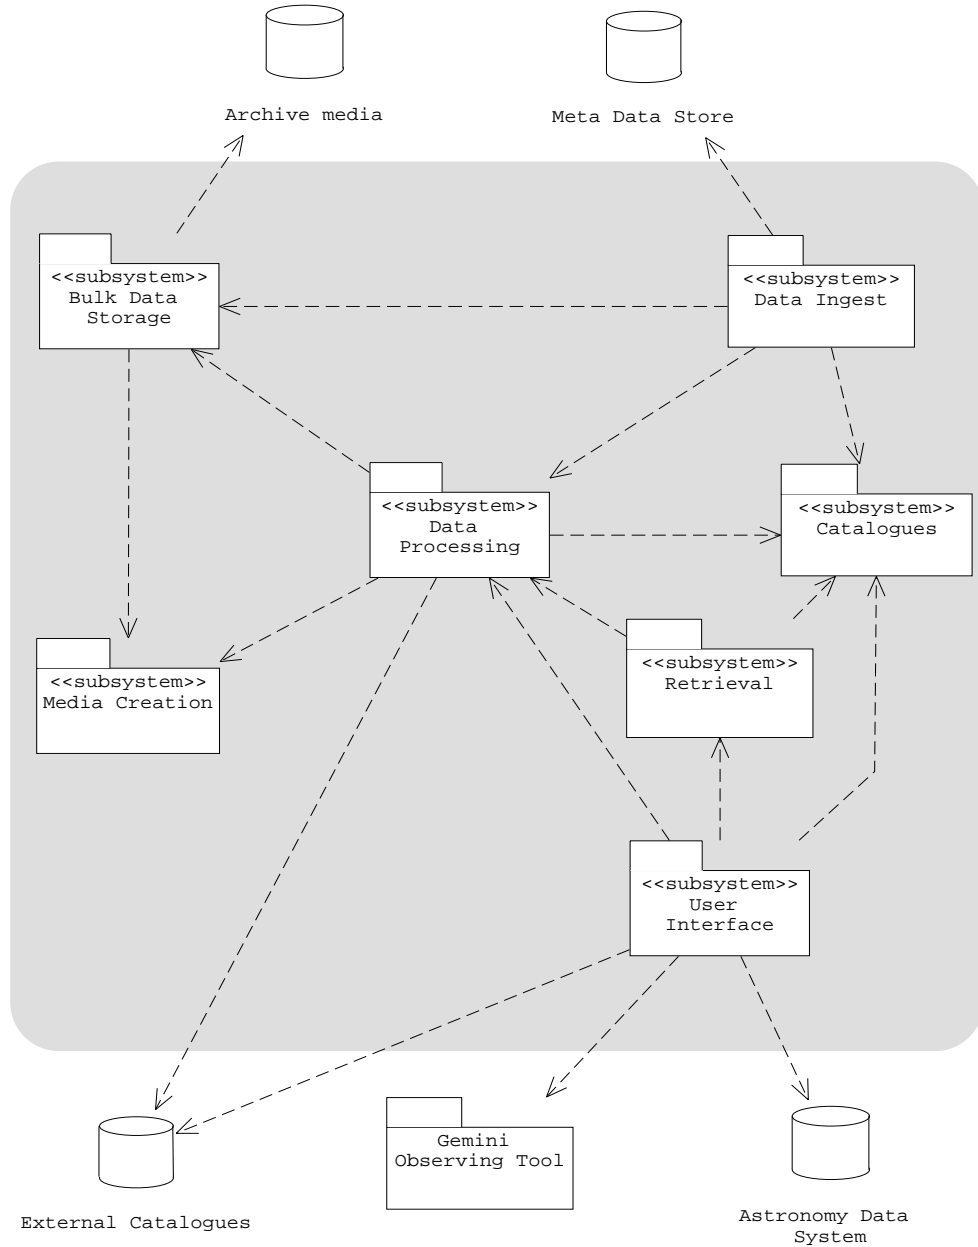 Archive media
Meta Data Store
<<subsystem>>
Bulk Data
Storage
<<subsystem>>
Data Ingest
<<subsystem>>
Data
Processing
<<subsystem>>
Catalogues
<<subsystem>>
Media Creation
<<subsystem>>
Retrieval
<<subsystem>>
User
Interface
External Catalogues
Gemini
Observing Tool
Astronomy Data
System